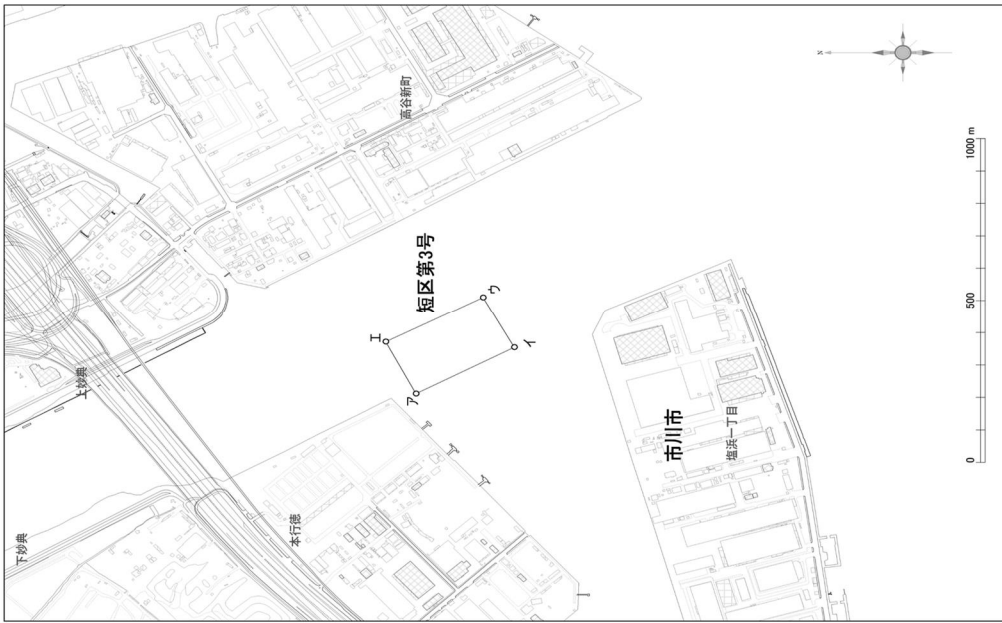 高谷新町
N
上妙典
短区第3号
エ
ウ
ア
イ
下妙典
本行徳
市川市
塩浜一丁目
0 500 1000 m